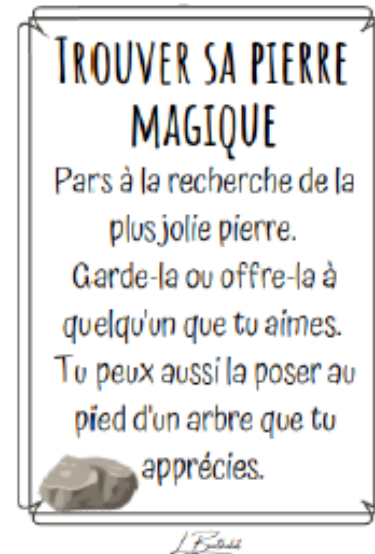 TROUVER SA PIERRE
MAGIQUE
Pars à la recherche de la
plus jolie pierre.
Garde-la ou offre-la à
quelqu'un que tu aimes.
Tu peux aussi la poser au
pied d'un arbre que tu
apprécies.